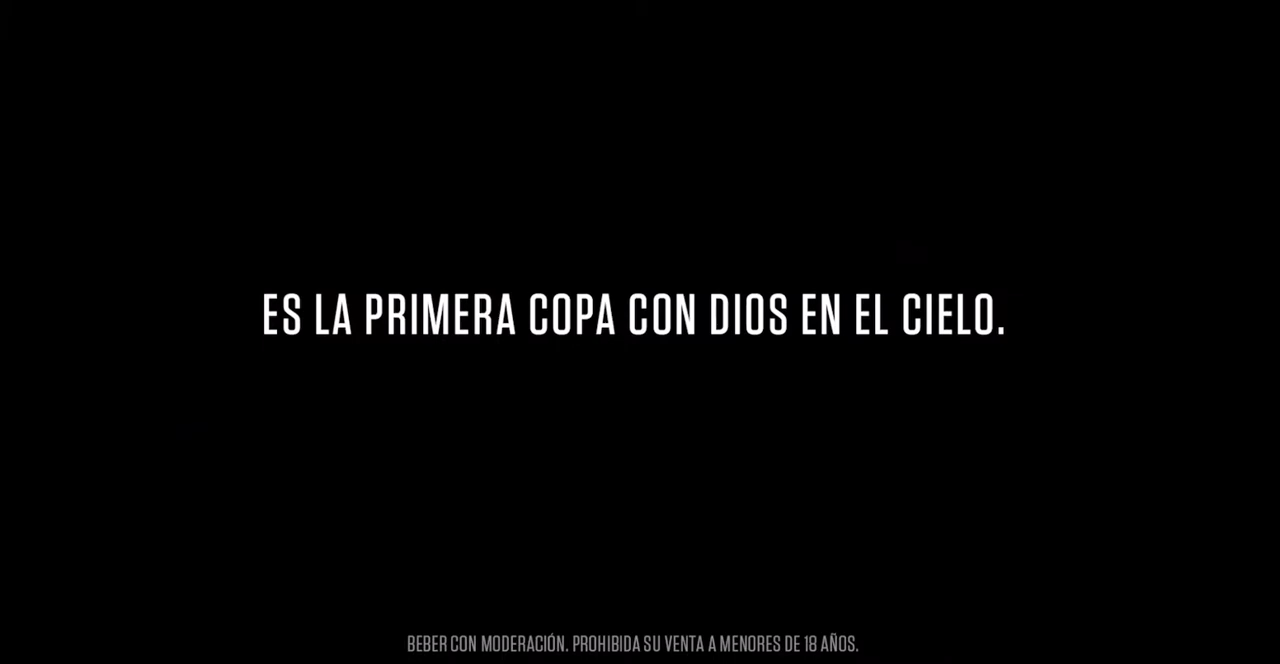 ES LA PRIMERA COPA CON DIOS EN EL CIELO.
BEBER CON MODERACIÓN. PROHIBIDA SU VENTA A MENORES DE 18 AÑOS.